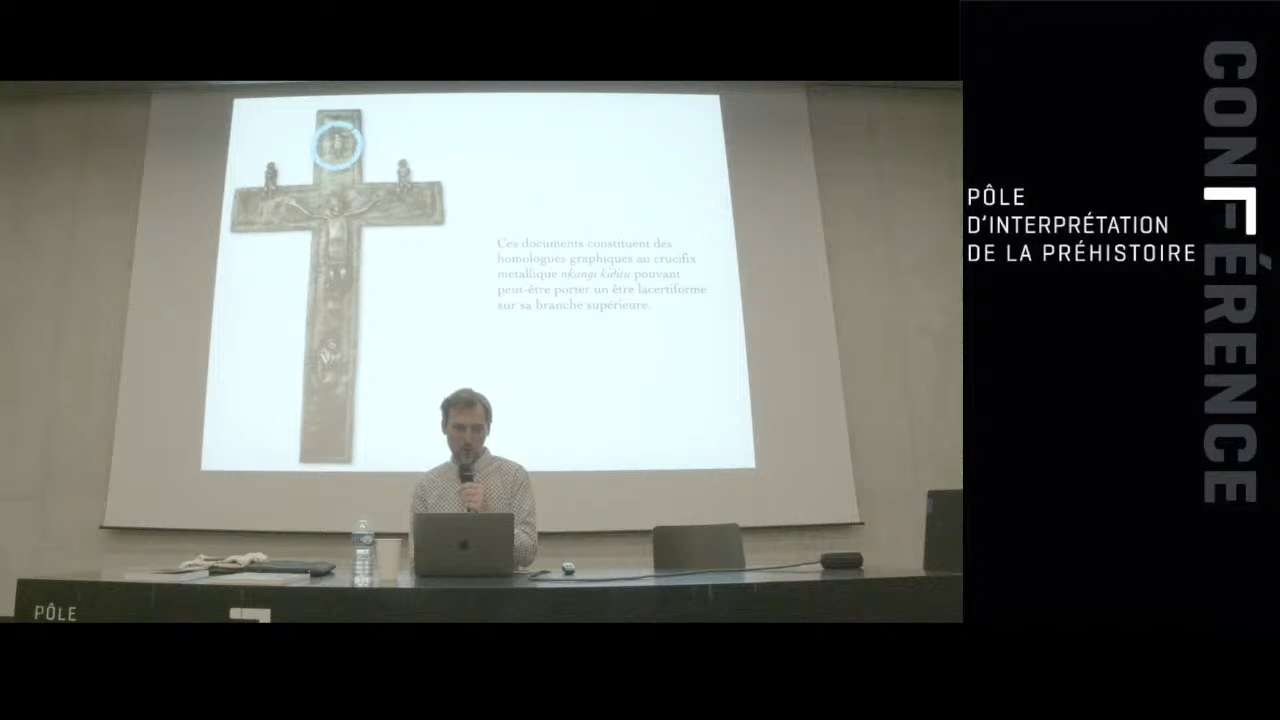 Ces documents constituent des
homologues graphiques au crucifix
métallique nkangi kiditu pouvant
peut-être porter un être lacertiforme
sur sa branche supérieure.
PÔLE
PÔLE
D'INTERPRÉTATION
DE LA PRÉHISTOIRE
CONFÉRENCE